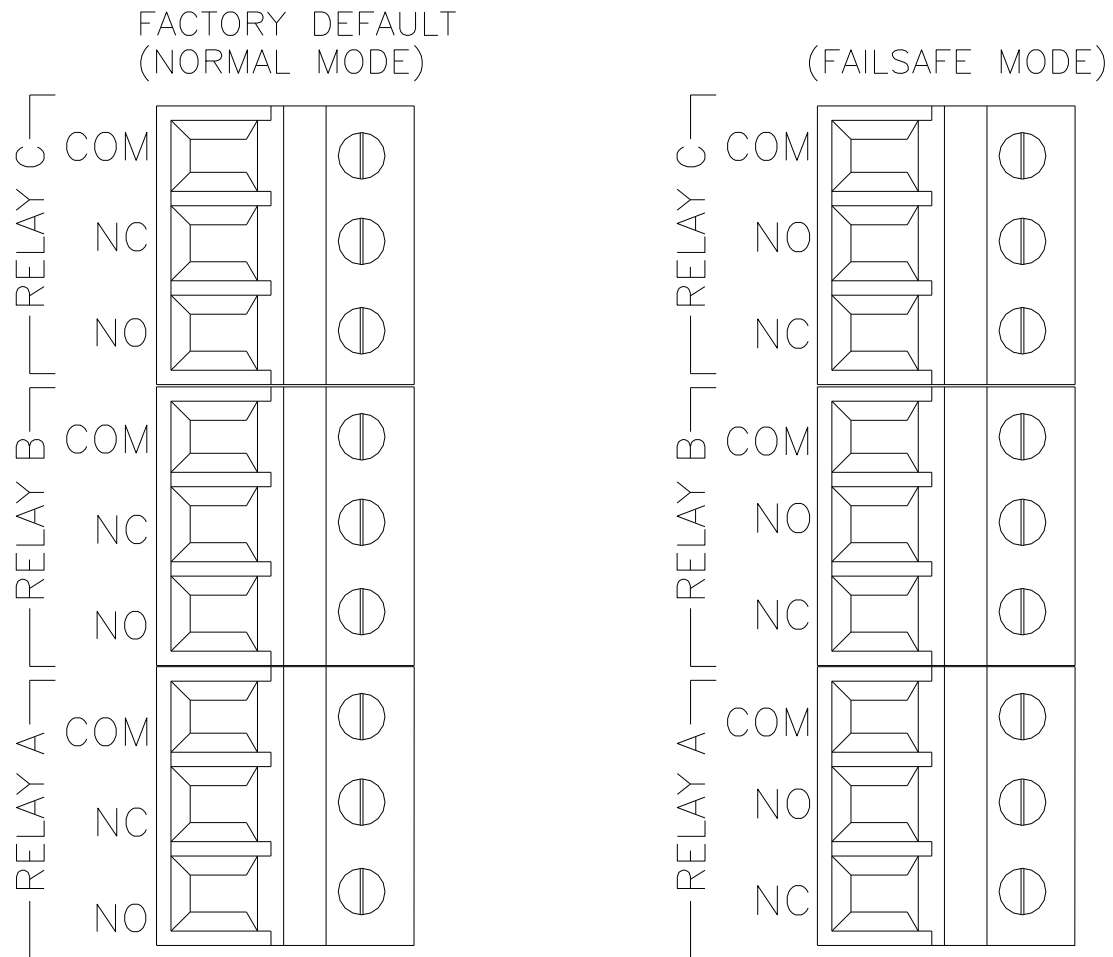 FACTORY DEFAULT
(NORMAL MODE)
RELAY C
COM
NC
NO
RELAY B
COM
NC
NO
RELAY A
COM
NC
NO
(FAILSAFE MODE)
RELAY C
COM
NO
NC
RELAY B
COM
NO
NC
RELAY A
COM
NO
NC